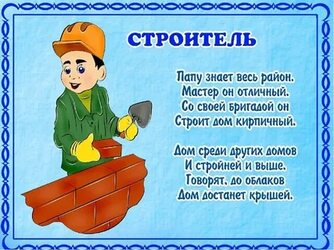 СТРОИТЕЛЬ
Папу знает весь район.
Мастер он отличный.
Со своей бригадой он
Строит дом кирпичный.
Дом среди других домов
И стройней и выше.
Говорят, до облаков
Дом достанет крышей.